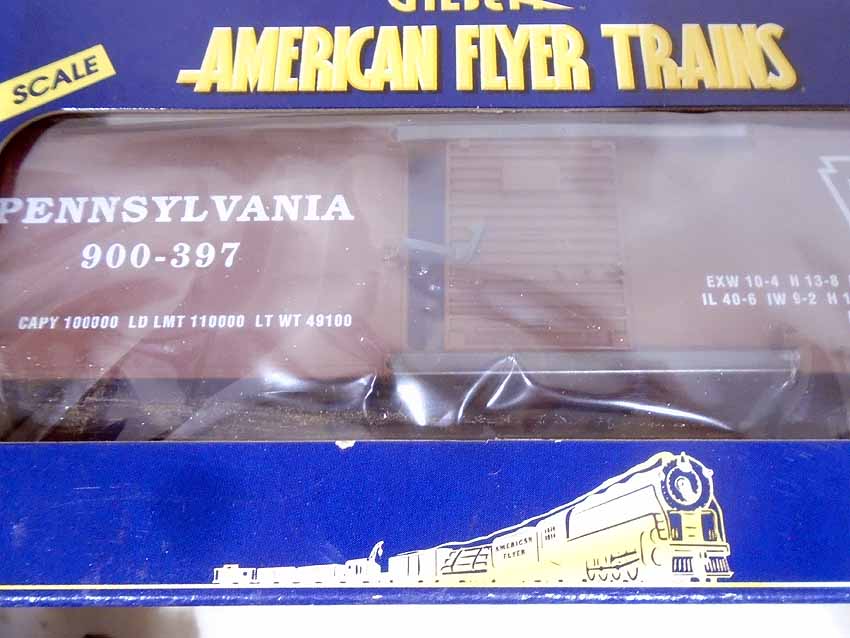 GILBERT
AMERICAN FLYER TRAINS
SCALE
PENNSYLVANIA
900-397
CAPY 100000 LD LMT 110000 LT WT 49100
EXW 10-4 H 13-8
IL 40-6 IW 9-2 H
AMERICAN
FLYER